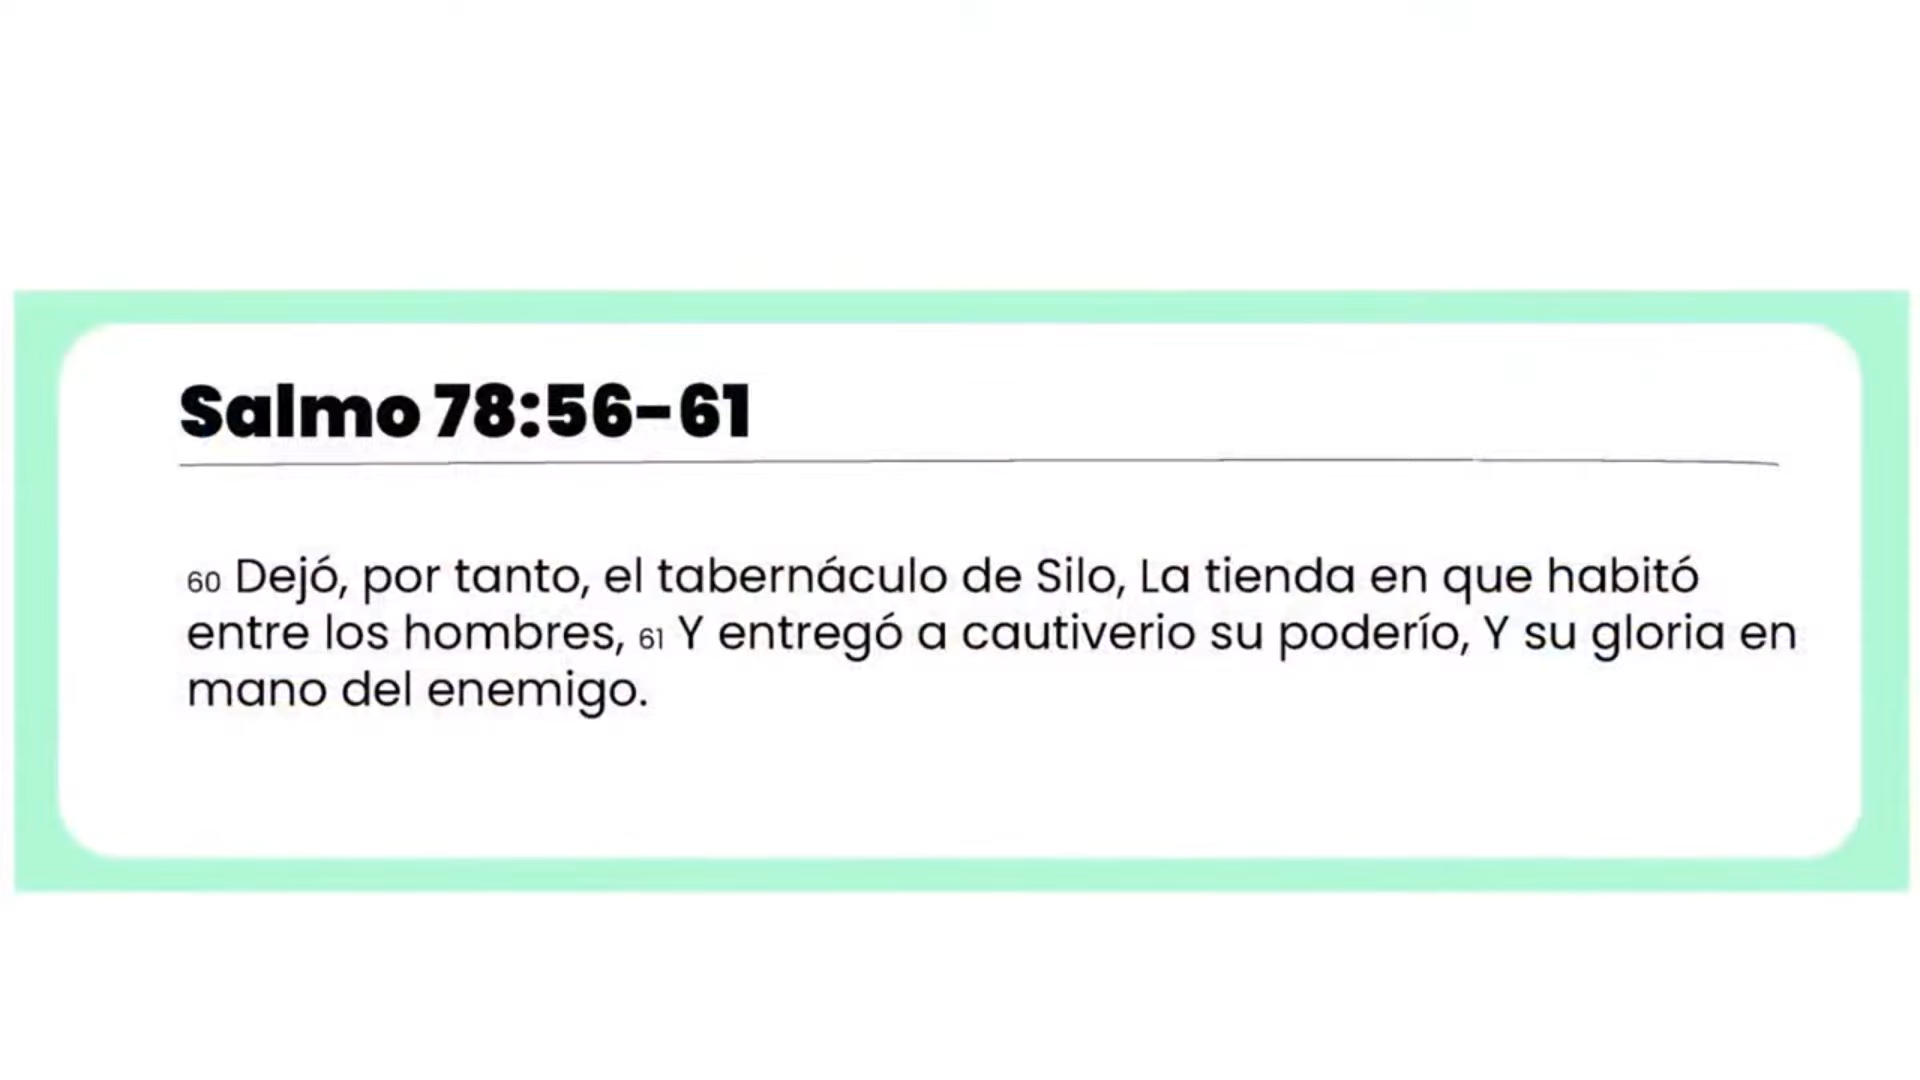 Salmo 78:56-61
60 Dejó, por tanto, el tabernáculo de Silo, La tienda en que habitó
entre los hombres, 61 Y entregó a cautiverio su poderío, Y su gloria en
mano del enemigo.